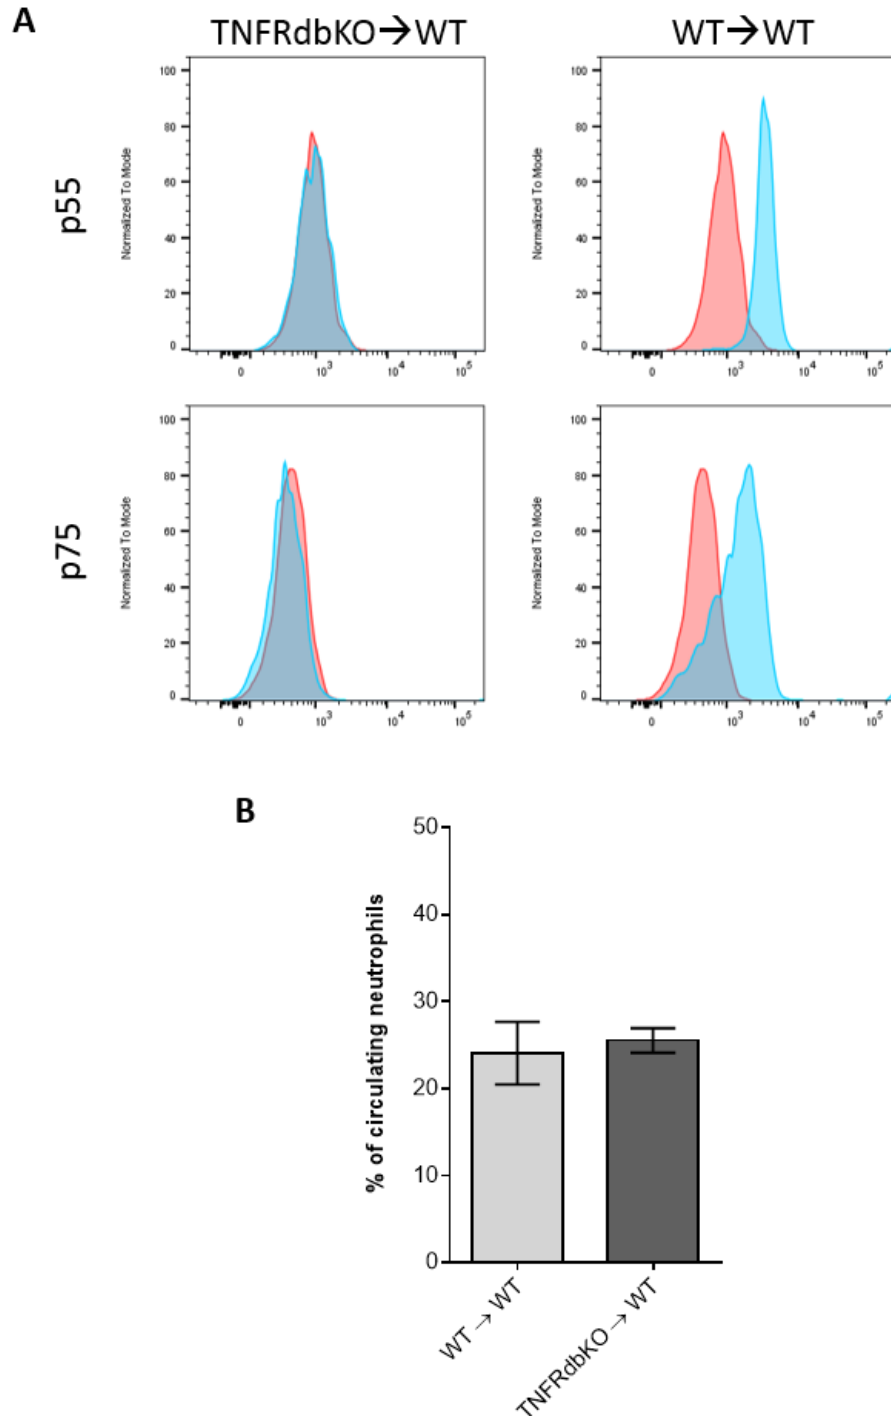 A
TNFRdbKO→WT
WT→WT
p55
Normalized To Mode
100
80
60
40
20
0
0 10³ 10⁴ 10⁵
Normalized To Mode
100
80
60
40
20
0
0 10³ 10⁴ 10⁵
p75
Normalized To Mode
100
80
60
40
20
0
0 10³ 10⁴ 10⁵
Normalized To Mode
100
80
60
40
20
0
0 10³ 10⁴ 10⁵
B
% of circulating neutrophils
50
40
30
20
10
0
WT → WT
TNFRdbKO → WT